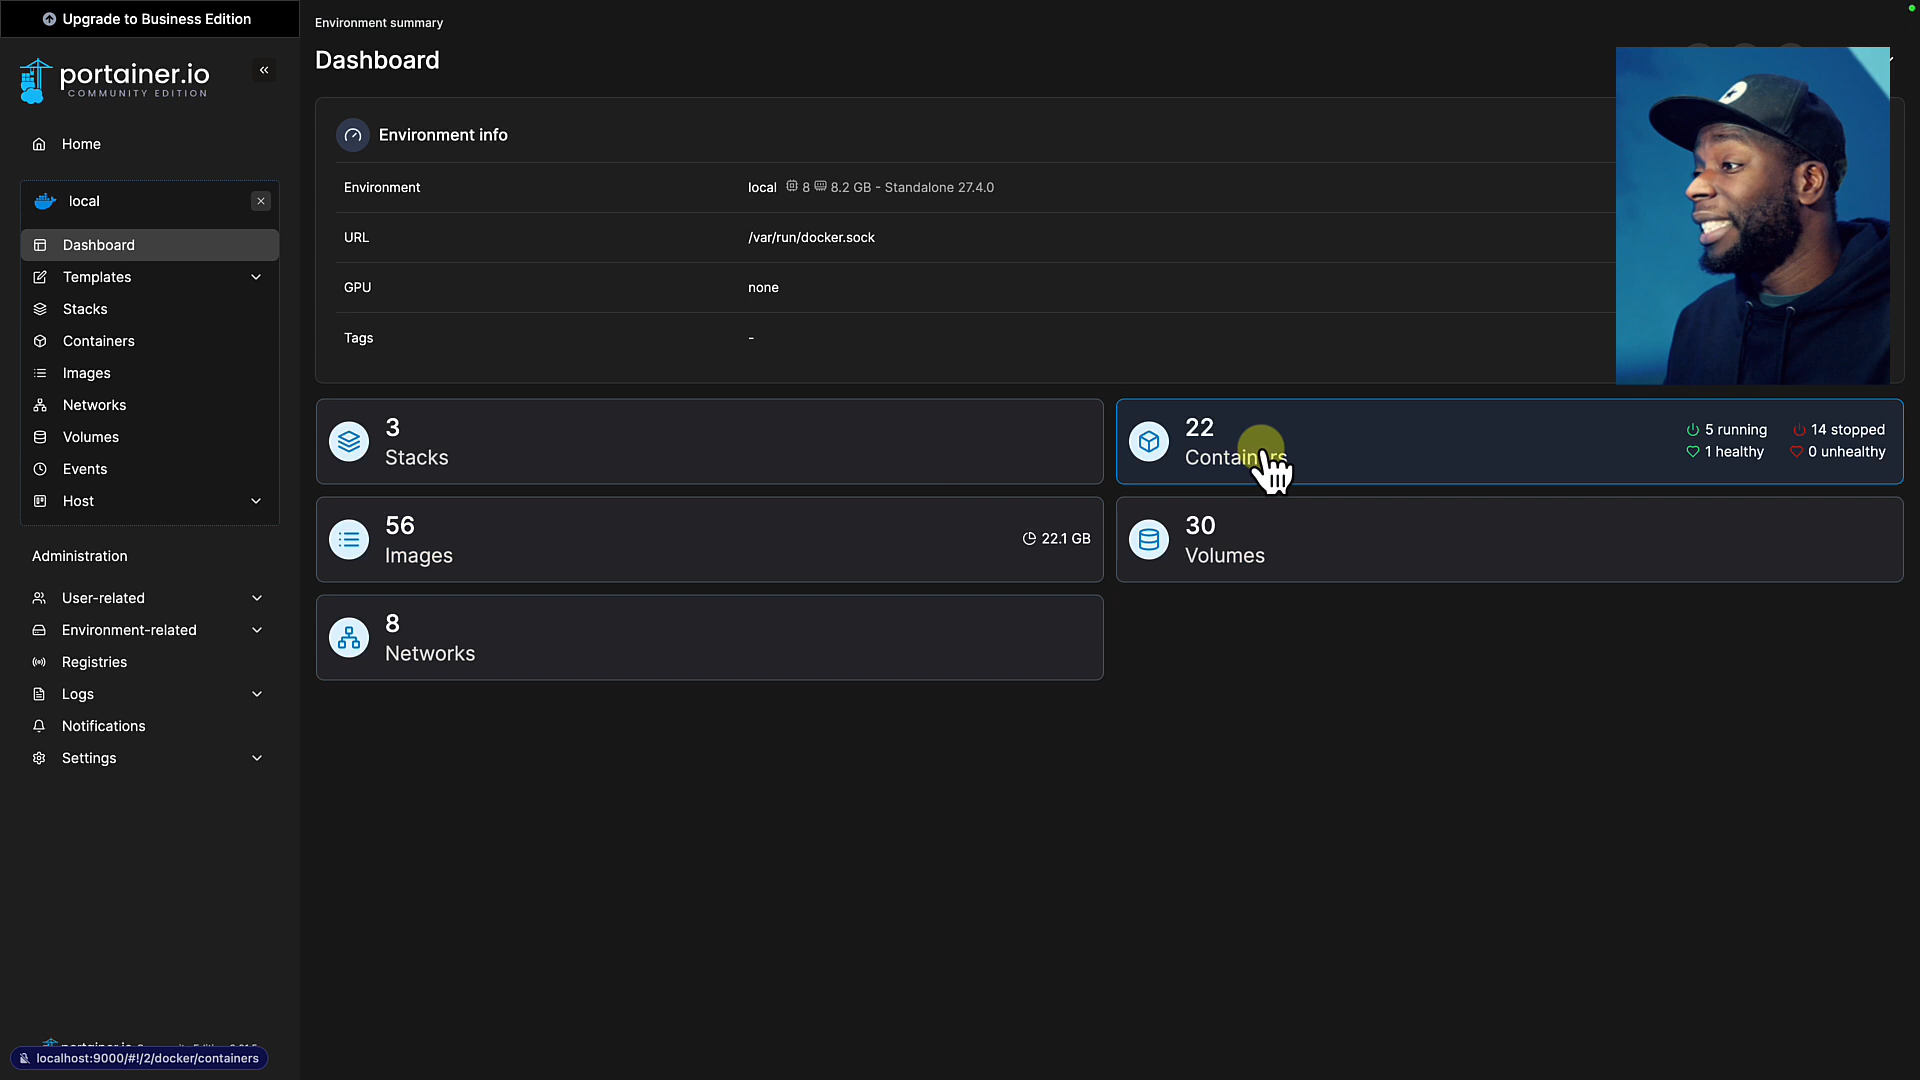 Upgrade to Business Edition
portainer.io
COMMUNITY EDITION
Home
local
Dashboard
Templates
Stacks
Containers
Images
Networks
Volumes
Events
Host
Administration
User-related
Environment-related
Registries
Logs
Notifications
Settings
localhost:9000/#!/2/docker/containers
Environment summary
Dashboard
Environment info
Environment local 8 8.2 GB - Standalone 27.4.0
URL /var/run/docker.sock
GPU none
Tags -
3
Stacks
22
Containers
5 running 14 stopped
1 healthy 0 unhealthy
56
Images
22.1 GB
30
Volumes
8
Networks